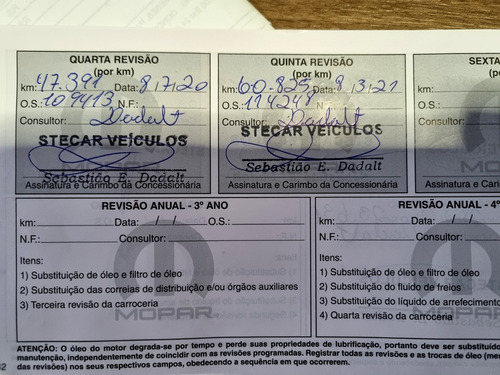 QUARTA REVISÃO
(por km)
km: 47.391 Data: 8/7/20
O.S.: 109413 N.F.:
Consultor: Dadalt
STECAR VEÍCULOS
Sebastião E. Dadalt
Assinatura e Carimbo da Concessionária
QUINTA REVISÃO
(por km)
km: 60.825 Data: 8/3/21
O.S.: 114248 N.F.
Consultor: Dadalt
STECAR VEÍCULOS
Sebastião E. Dadalt
Assinatura e Carimbo da Concessionária
SEXTA
(p
km:
O.S.:
Consultor:
Assinatura e C
REVISÃO ANUAL - 3º ANO
km: Data: / / O.S.:
N.F.: Consultor:
Itens:
1) Substituição de óleo e filtro de óleo
2) Substituição das correias de distribuição e/ou órgãos auxiliares
3) Terceira revisão da carroceria
MOPAR
REVISÃO ANUAL - 4º
km: Data: / /
N.F.: Consultor:
Itens:
1) Substituição de óleo e filtro de óleo
2) Substituição do fluido de freios
3) Substituição do líquido de arrefecimento
4) Quarta revisão da carroceria
MOPAR
ATENÇÃO: O óleo do motor degrada-se por tempo e perde suas propriedades de lubrificação, portanto deve ser substituído
manutenção, independentemente de coincidir com as revisões programadas. Registrar todas as revisões e as trocas de óleo (me
das revisões) nos seus respectivos campos, obedecendo a sequência em que ocorrerem.